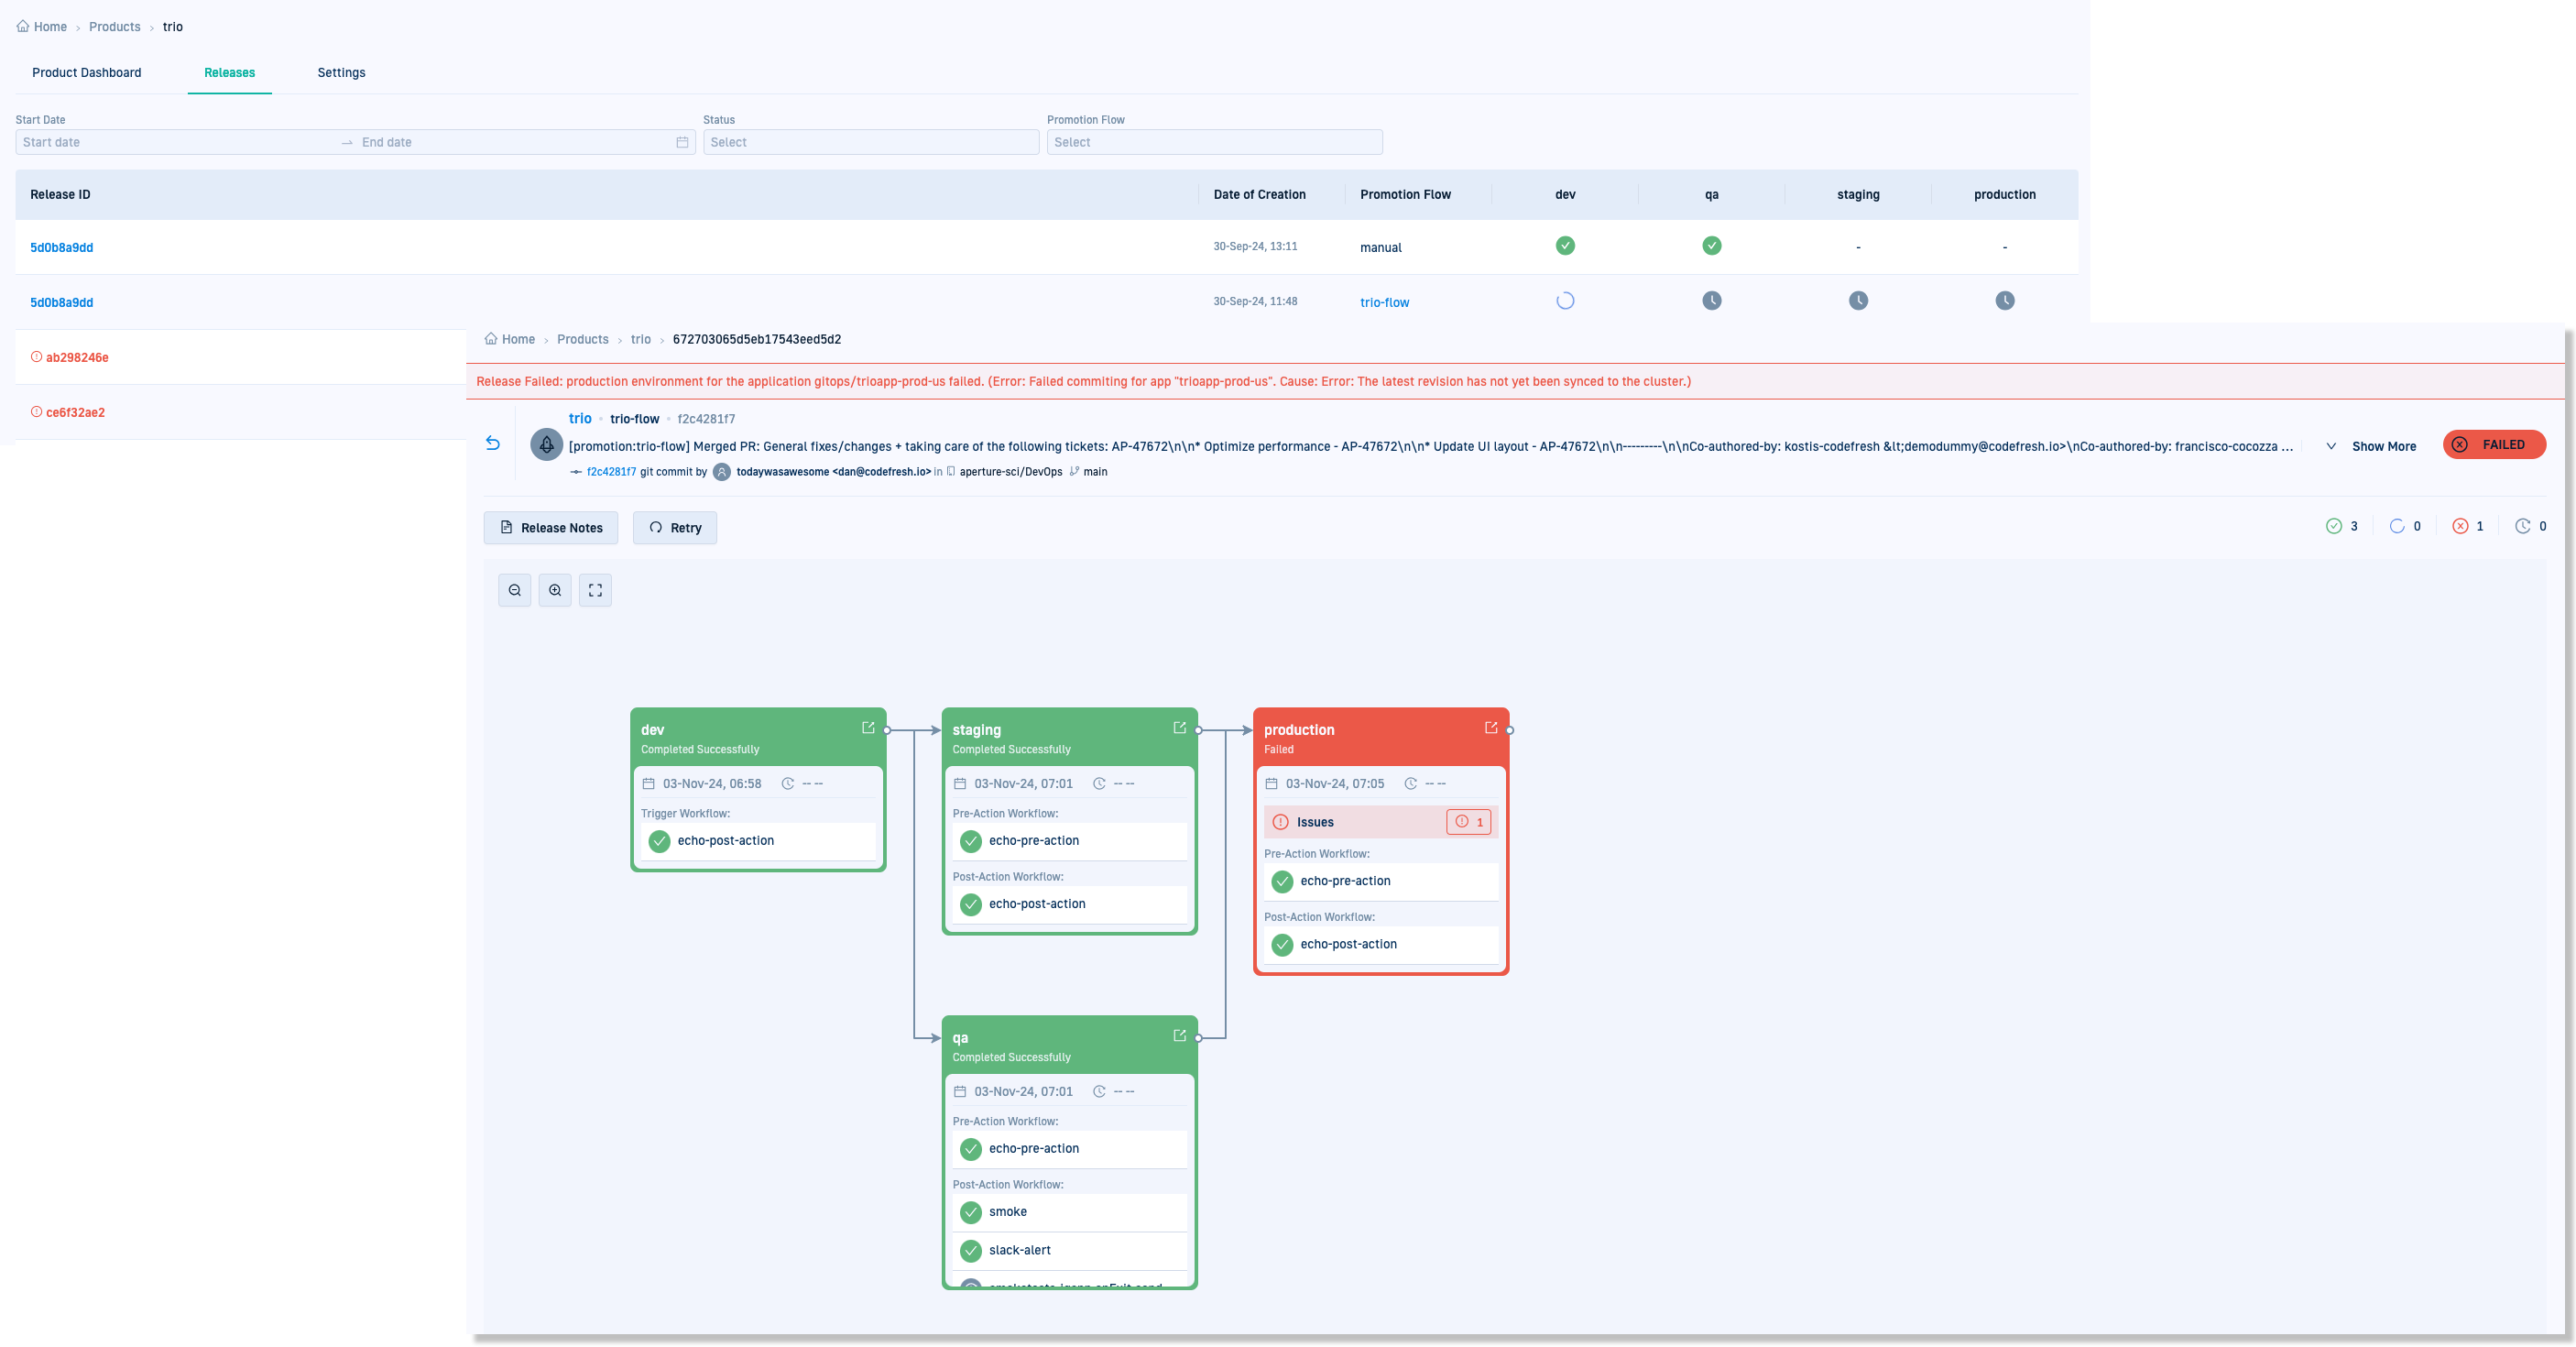 Home > Products > trio
Product Dashboard Releases Settings
Start Date Status Promotion Flow
Start date → End date Select Select
Release ID Date of Creation Promotion Flow dev qa staging production
5d0b8a9dd 30-Sep-24, 13:11 manual - -
5d0b8a9dd 30-Sep-24, 11:48 trio-flow
ab298246e
ce6f32ae2
Home > Products > trio > 672703065d5eb17543eed5d2
Release Failed: production environment for the application gitops/trioapp-prod-us failed. (Error: Failed commiting for app "trioapp-prod-us". Cause: Error: The latest revision has not yet been synced to the cluster.)
trio • trio-flow • f2c4281f7
[promotion:trio-flow] Merged PR: General fixes/changes + taking care of the following tickets: AP-47672\n\n* Optimize performance - AP-47672\n\n* Update UI layout - AP-47672\n\n---------\n\nCo-authored-by: kostis-codefresh &lt;demodummy@codefresh.io>\nCo-authored-by: francisco-cocozza ... Show More FAILED
f2c4281f7 git commit by todaywasawesome <dan@codefresh.io> in aperture-sci/DevOps main
Release Notes Retry 3 0 1 0
dev
Completed Successfully
03-Nov-24, 06:58 -- --
Trigger Workflow:
echo-post-action
staging
Completed Successfully
03-Nov-24, 07:01 -- --
Pre-Action Workflow:
echo-pre-action
Post-Action Workflow:
echo-post-action
production
Failed
03-Nov-24, 07:05 -- --
Issues 1
Pre-Action Workflow:
echo-pre-action
Post-Action Workflow:
echo-post-action
qa
Completed Successfully
03-Nov-24, 07:01 -- --
Pre-Action Workflow:
echo-pre-action
Post-Action Workflow:
smoke
slack-alert